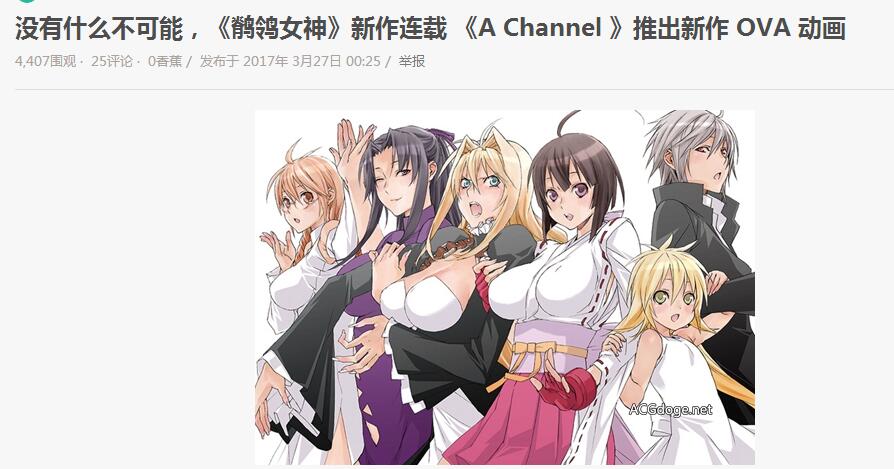 没有什么不可能，《鹡鸰女神》新作连载 《A Channel 》推出新作 OVA 动画
4,407围观 · 25评论 · 0香蕉 / 发布于 2017年 3月27日 00:25 / 举报
ACGdoge.net